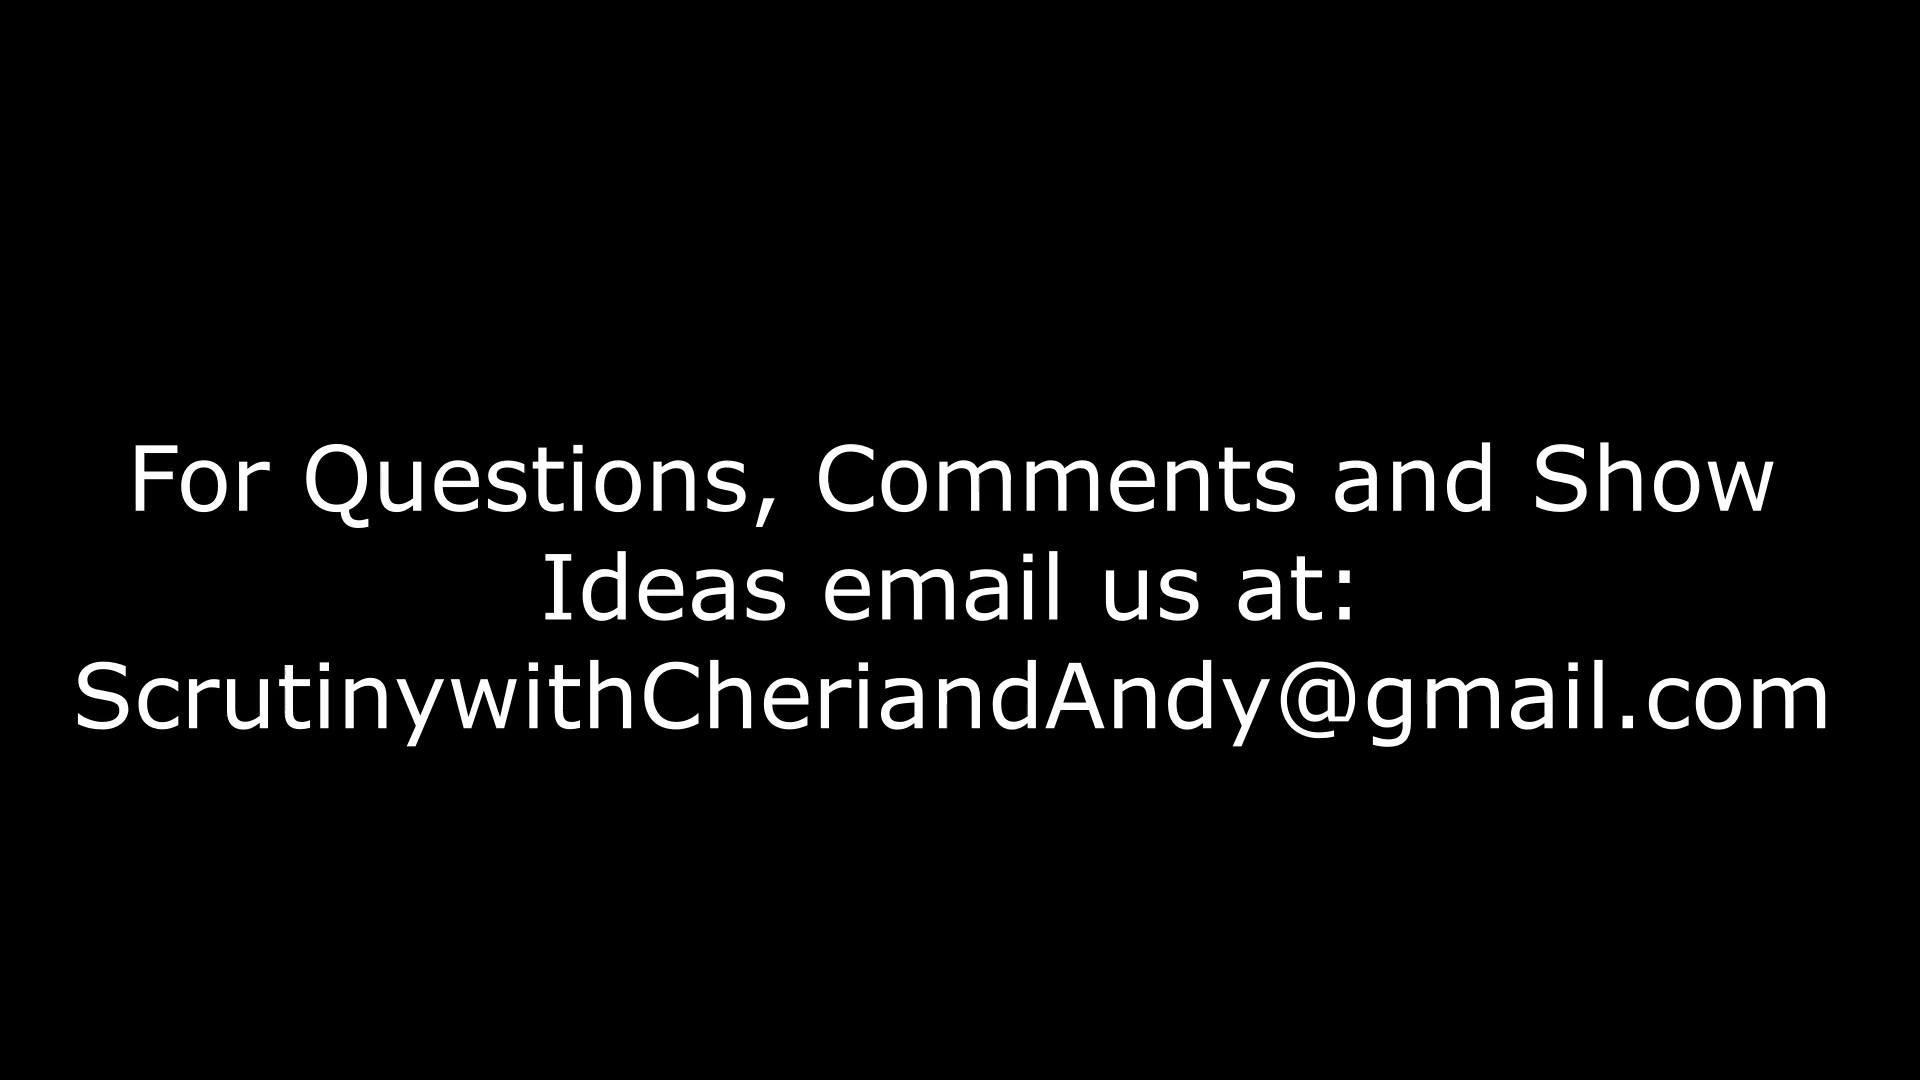 For Questions, Comments and Show
Ideas email us at:
ScrutinywithCheriandAndy@gmail.com